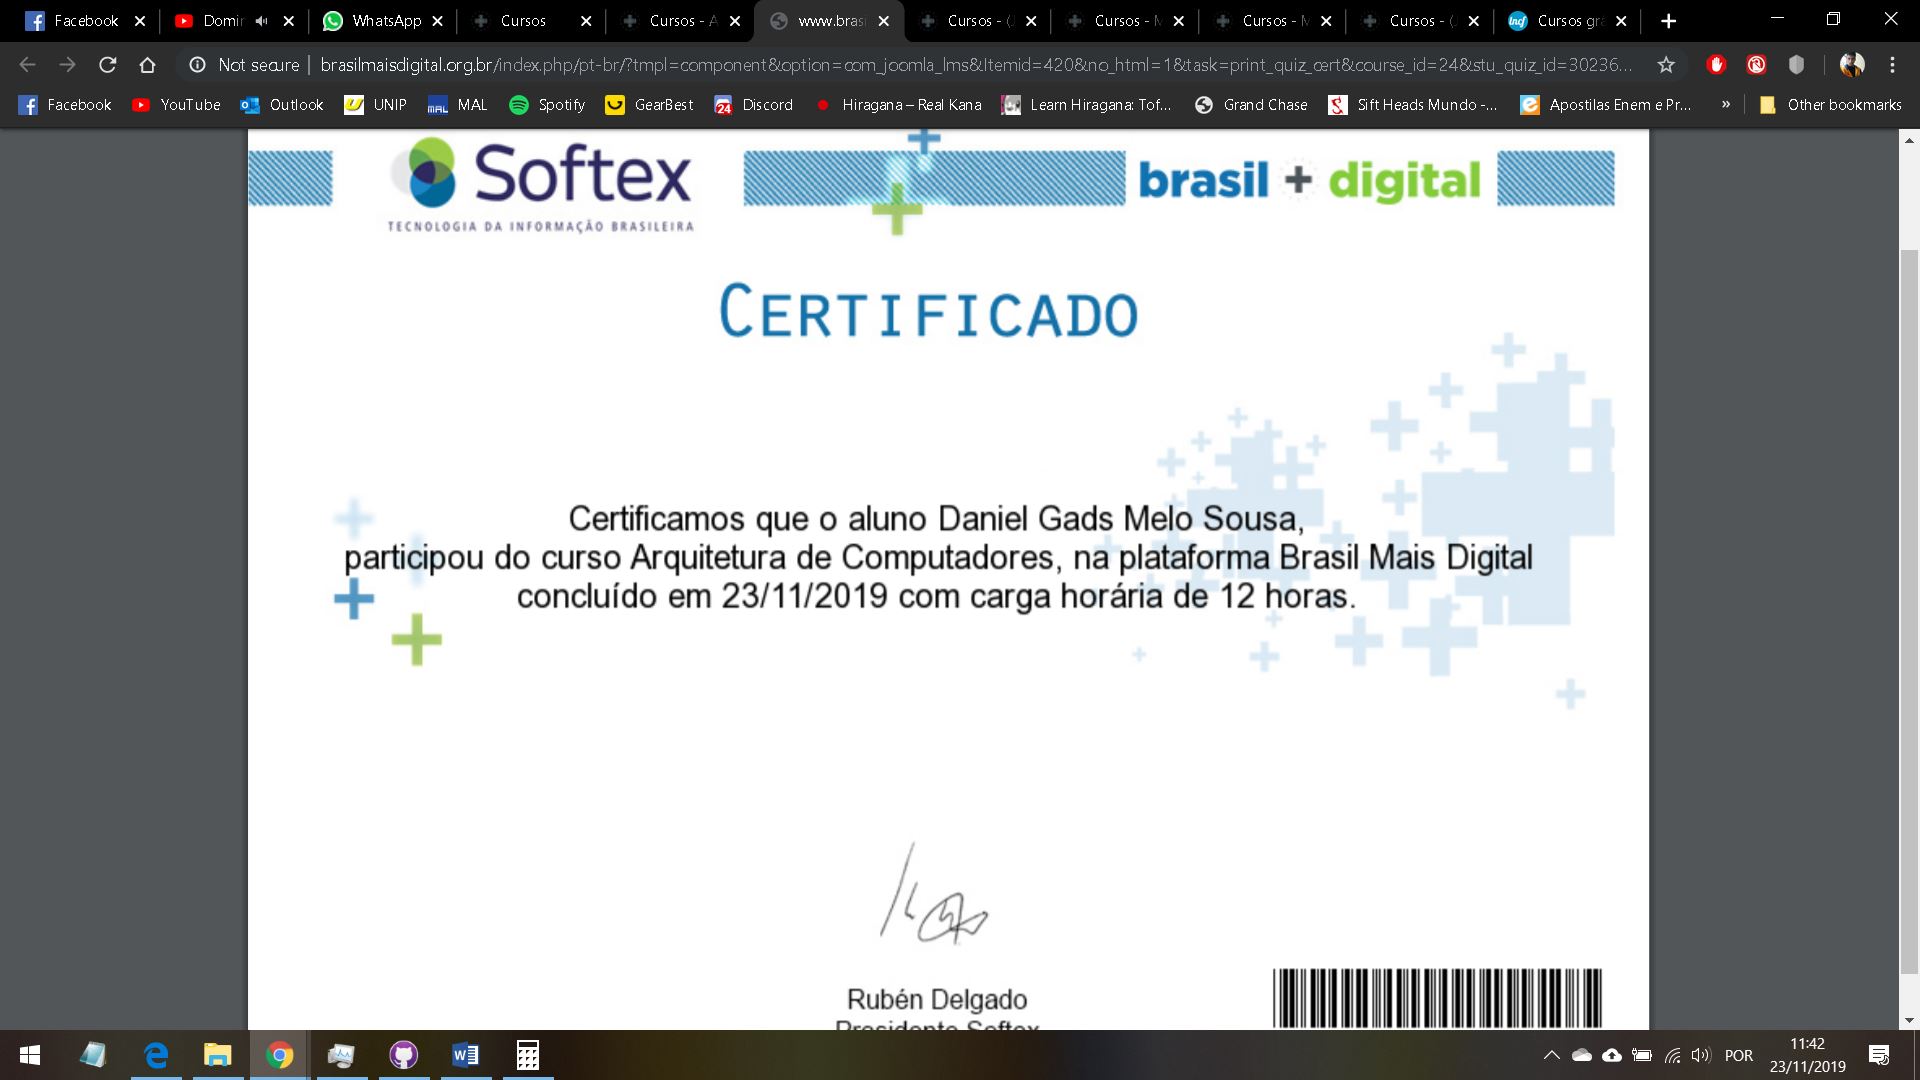 Facebook
Domir
WhatsApp
Cursos
Cursos - A
www.bras
Cursos - (
Cursos - M
Cursos - M
Cursos - (
Cursos grá
Not secure | brasilmaisdigital.org.br/index.php/pt-br/?tmpl=component&option=com_joomla_lms&Itemid=420&no_html=1&task=print_quiz_cert&course_id=24&stu_quiz_id=30236...
Facebook
YouTube
Outlook
UNIP
MAL
Spotify
GearBest
Discord
Hiragana – Real Kana
Learn Hiragana: Tof...
Grand Chase
Sift Heads Mundo -...
Apostilas Enem e Pr...
»
Other bookmarks
Softex
TECNOLOGIA DA INFORMAÇÃO BRASILEIRA
brasil + digital
CERTIFICADO
Certificamos que o aluno Daniel Gads Melo Sousa,
participou do curso Arquitetura de Computadores, na plataforma Brasil Mais Digital
concluído em 23/11/2019 com carga horária de 12 horas.
Rubén Delgado
Presidente Softex
POR
11:42
23/11/2019